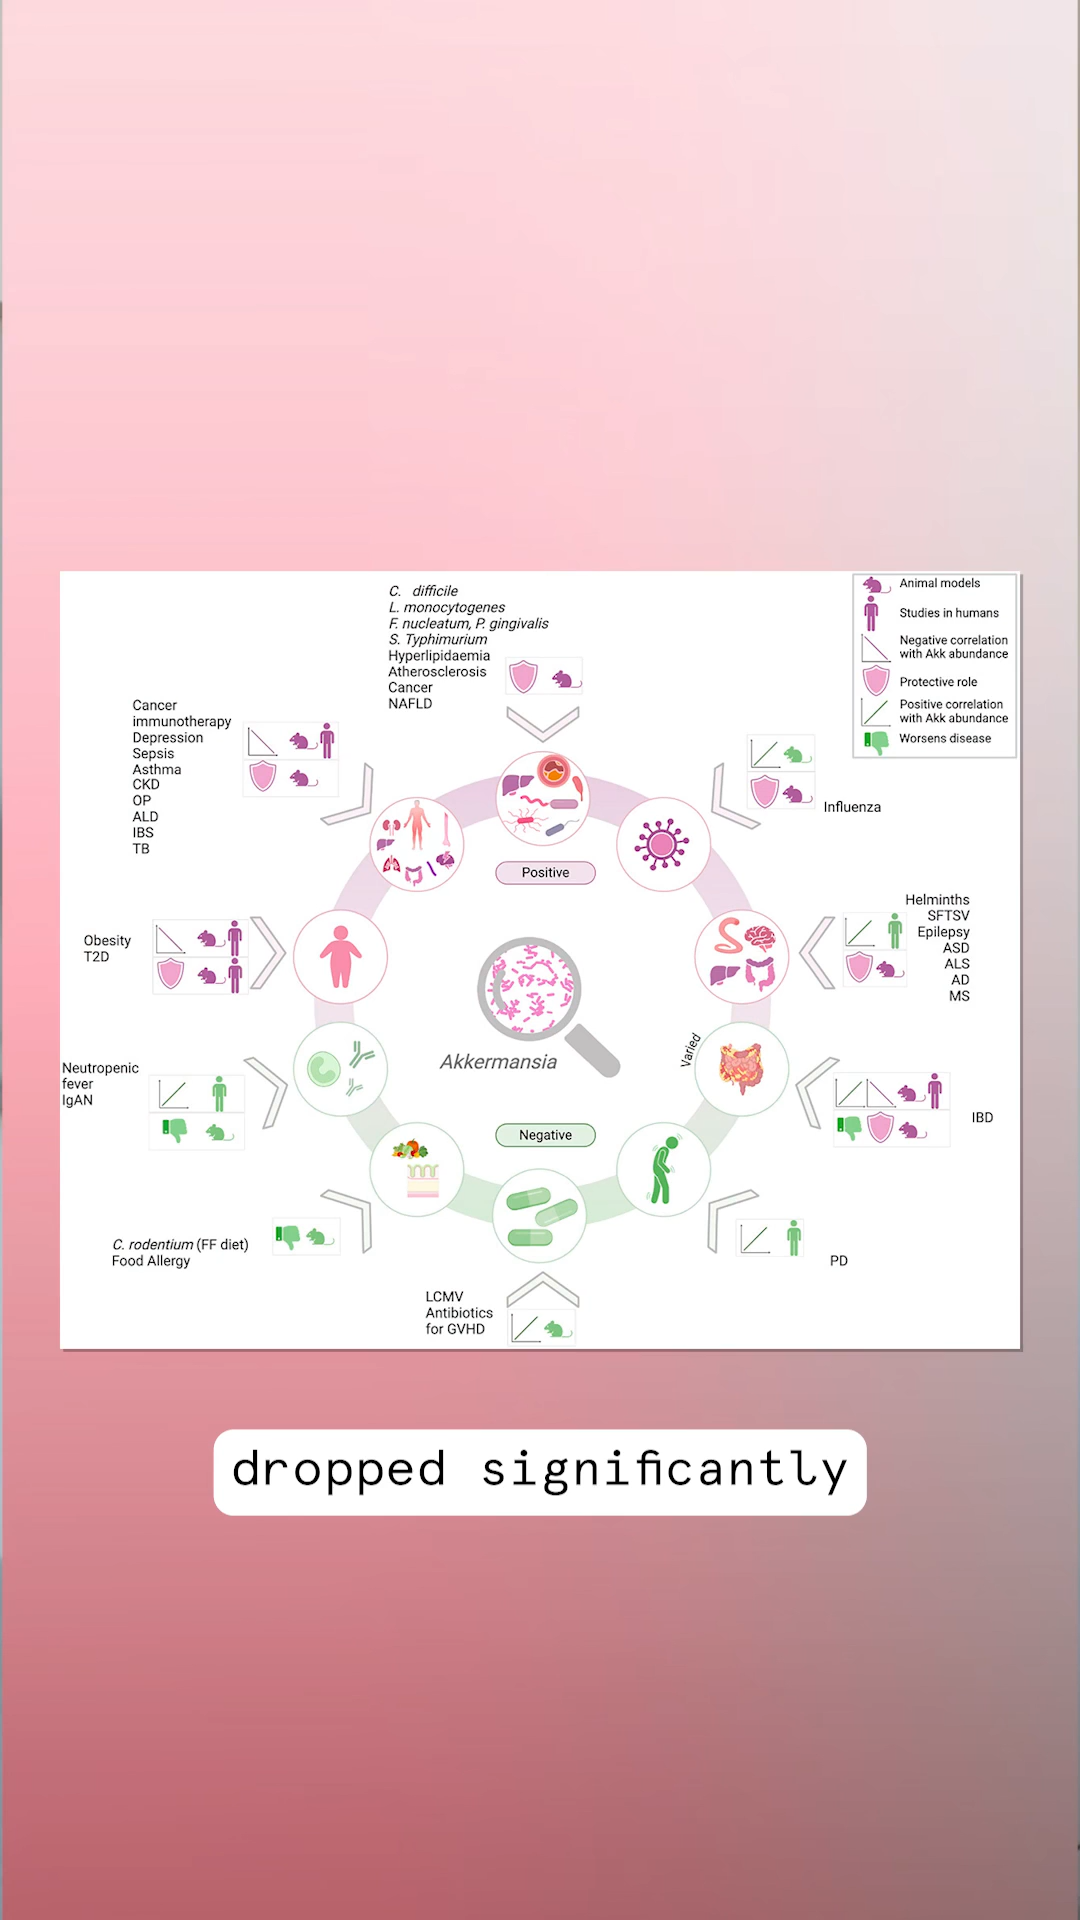 C. difficile
L. monocytogenes
F. nucleatum, P. gingivalis
S. Typhimurium
Hyperlipidaemia
Atherosclerosis
Cancer
NAFLD
Animal models
Studies in humans
Negative correlation
with Akk abundance
Protective role
Positive correlation
with Akk abundance
Worsens disease
Cancer
immunotherapy
Depression
Sepsis
Asthma
CKD
OP
ALD
IBS
TB
Influenza
Positive
Helminths
SFTSV
Epilepsy
ASD
ALS
AD
MS
Obesity
T2D
Akkermansia
Varied
Neutropenic
fever
IgAN
IBD
Negative
C. rodentium (FF diet)
Food Allergy
PD
LCMV
Antibiotics
for GVHD
dropped significantly